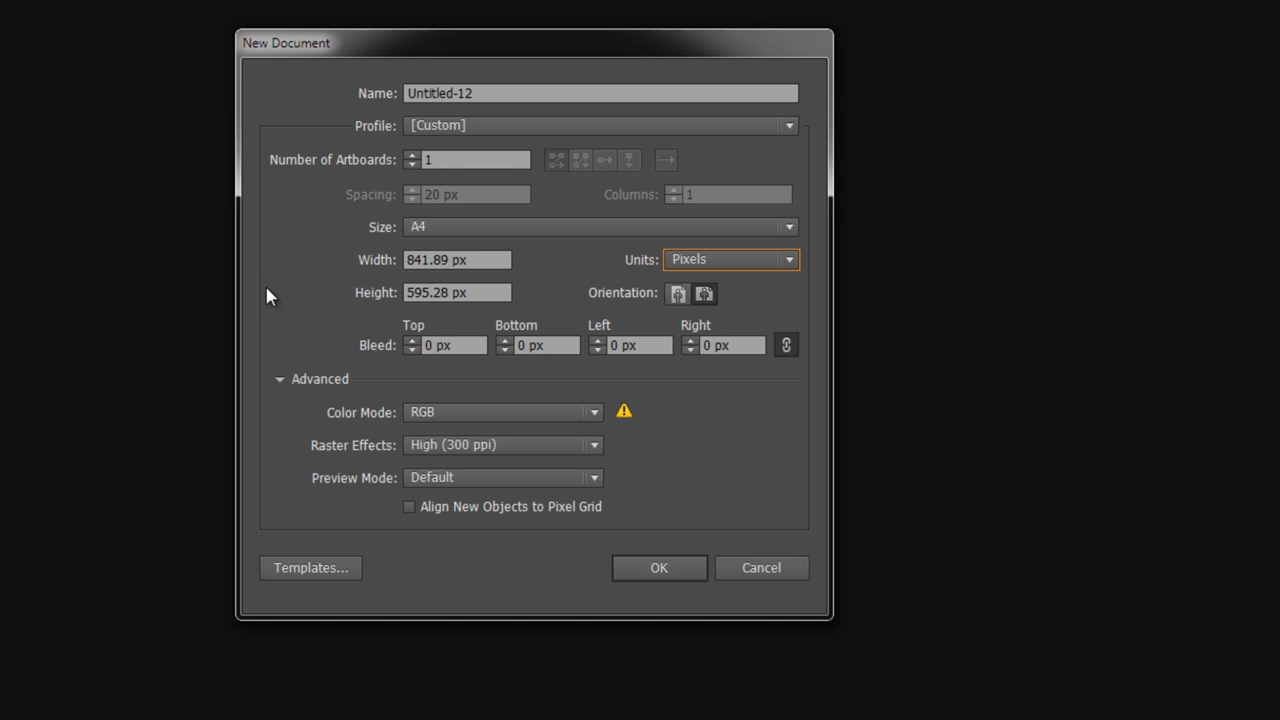 New Document
Name: Untitled-12
Profile: [Custom]
Number of Artboards: 1
Spacing: 20 px Columns: 1
Size: A4
Width: 841.89 px Units: Pixels
Height: 595.28 px Orientation:
Top Bottom Left Right
Bleed: 0 px 0 px 0 px 0 px
Advanced
Color Mode: RGB
Raster Effects: High (300 ppi)
Preview Mode: Default
Align New Objects to Pixel Grid
Templates... OK Cancel